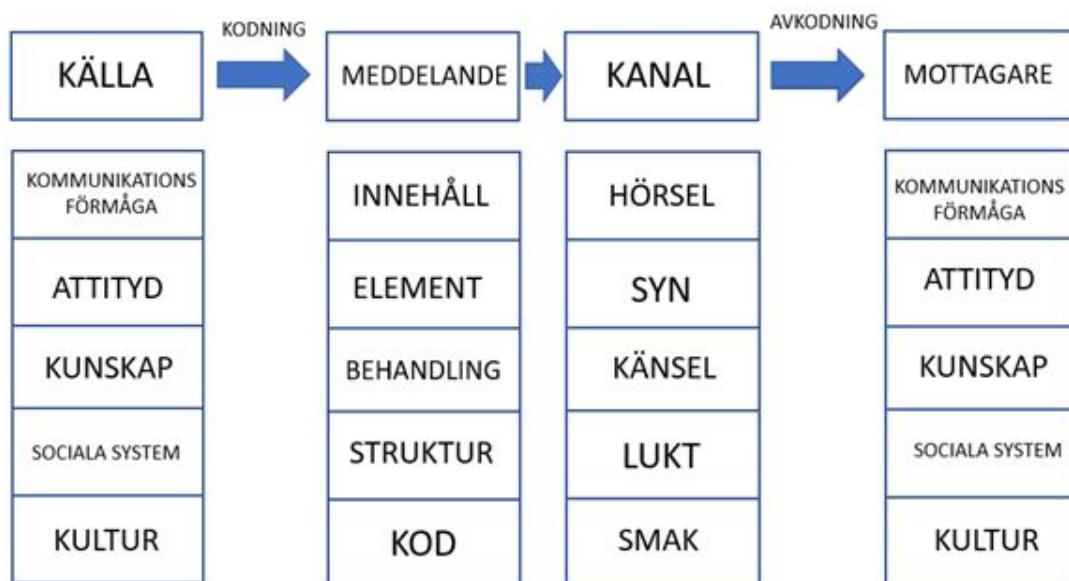 KODNING
AVKODNING
KÄLLA
MEDDELANDE
KANAL
MOTTAGARE
KOMMUNIKATIONS
FÖRMÅGA
ATTITYD
KUNSKAP
SOCIALA SYSTEM
KULTUR
INNEHÅLL
ELEMENT
BEHANDLING
STRUKTUR
KOD
HÖRSEL
SYN
KÄNSEL
LUKT
SMAK
KOMMUNIKATIONS
FÖRMÅGA
ATTITYD
KUNSKAP
SOCIALA SYSTEM
KULTUR